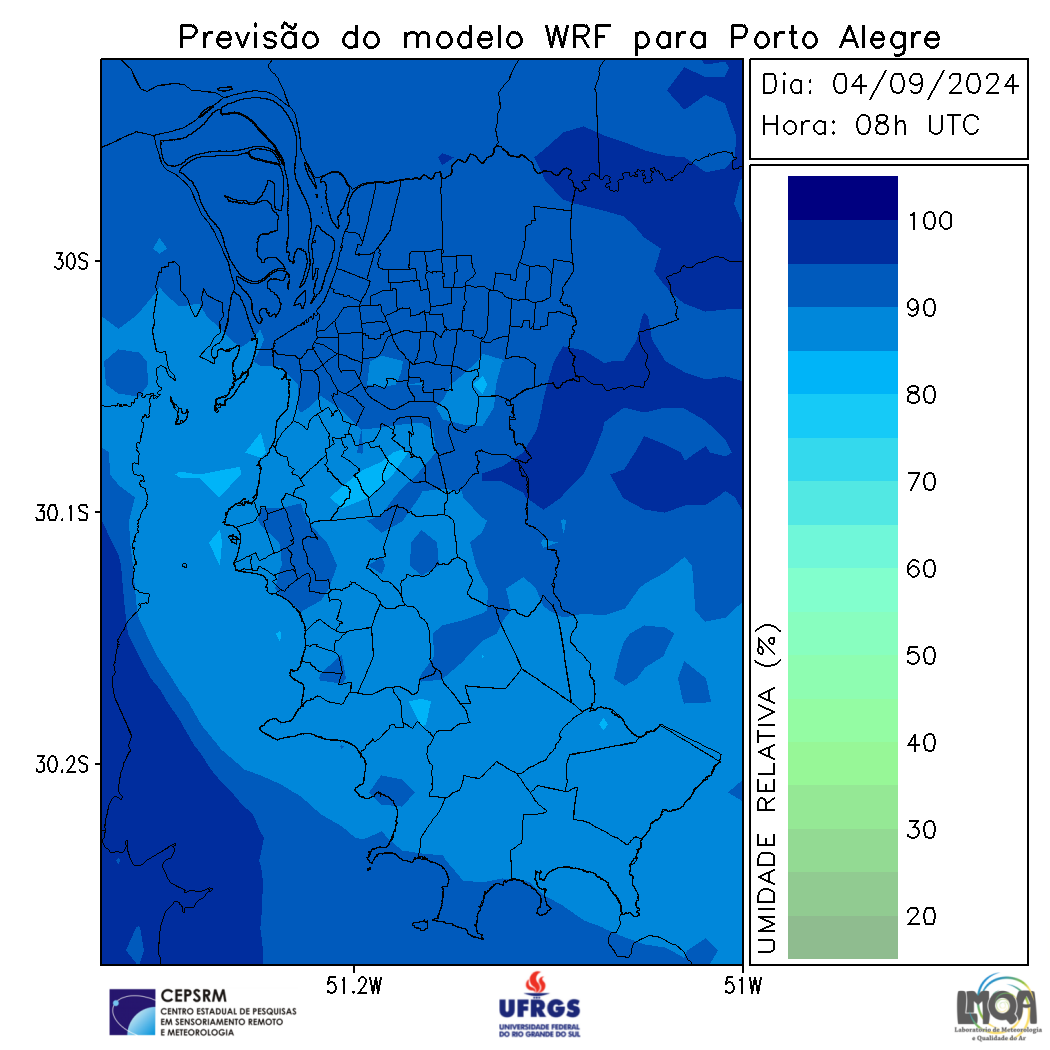 Previsão do modelo WRF para Porto Alegre
Dia: 04/09/2024
Hora: 08h UTC
100
90
80
70
60
50
40
30
20
UMIDADE RELATIVA (%)
30S
30.1S
30.2S
51.2W
51W
CEPSRM
CENTRO ESTADUAL DE PESQUISAS
EM SENSORIAMENTO REMOTO
E METEOROLOGIA
UFRGS
UNIVERSIDADE FEDERAL
DO RIO GRANDE DO SUL
LMQA
Laboratório de Meteorologia
e Qualidade do Ar